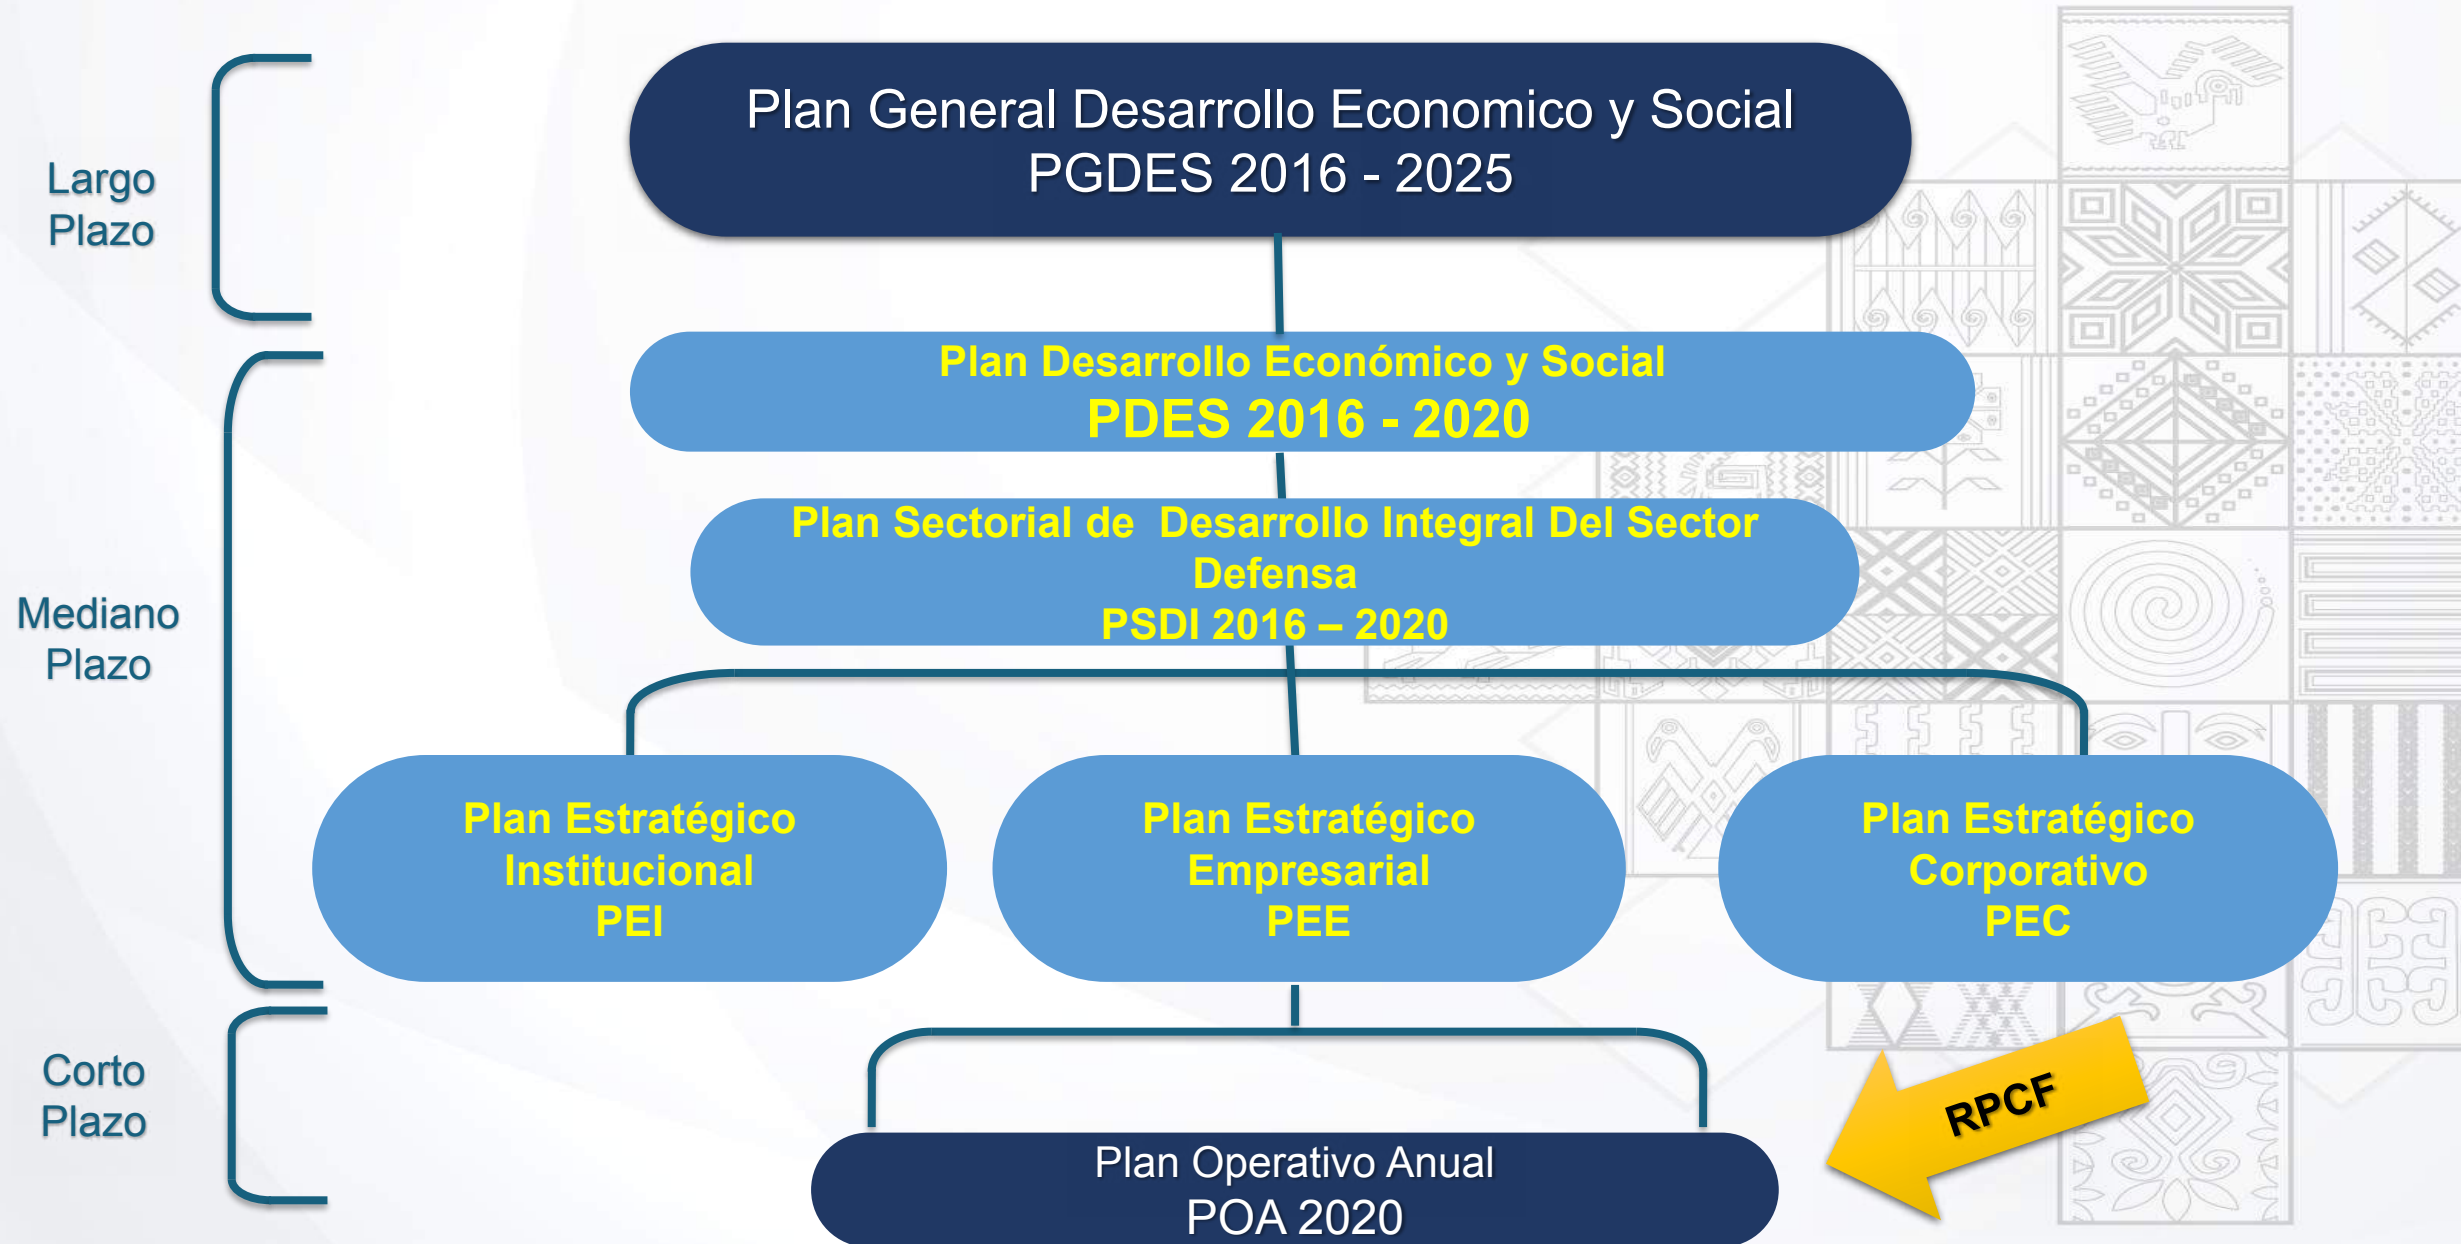 Plan General Desarrollo Economico y Social
PGDES 2016 - 2025
Largo
Plazo
Plan Desarrollo Económico y Social
PDES 2016 - 2020
Plan Sectorial de Desarrollo Integral Del Sector
Defensa
PSDI 2016 – 2020
Mediano
Plazo
Plan Estratégico
Institucional
PEI
Plan Estratégico
Empresarial
PEE
Plan Estratégico
Corporativo
PEC
Corto
Plazo
RPCF
Plan Operativo Anual
POA 2020